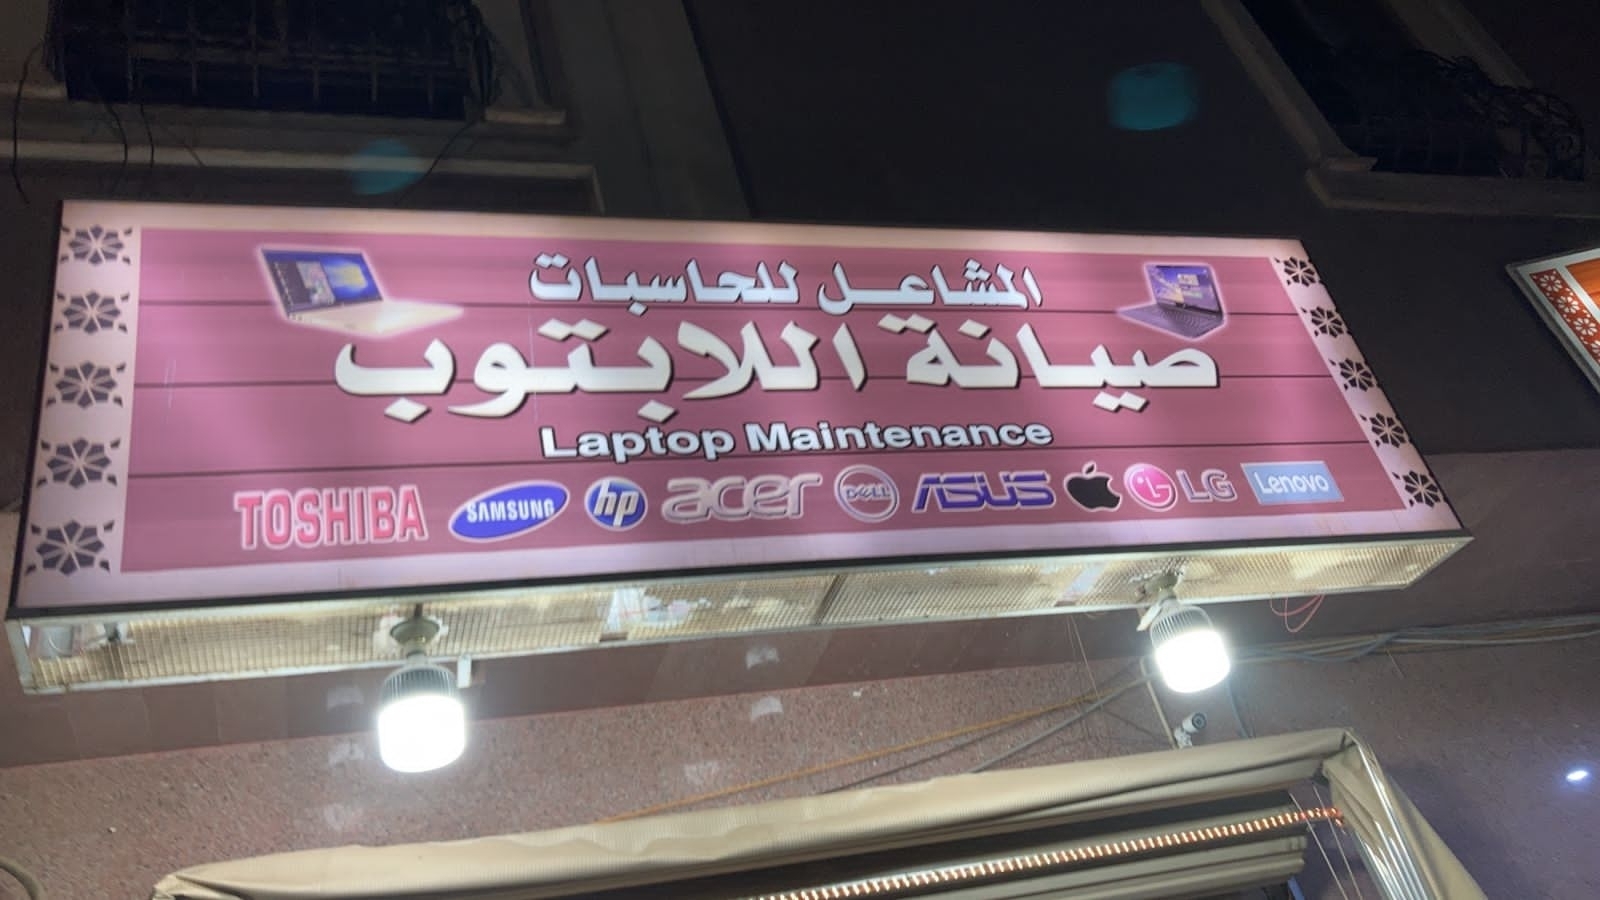 المشاعل للحاسبات
صيانة اللابتوب
Laptop Maintenance
TOSHIBA SAMSUNG hp acer DELL ASUS LG Lenovo